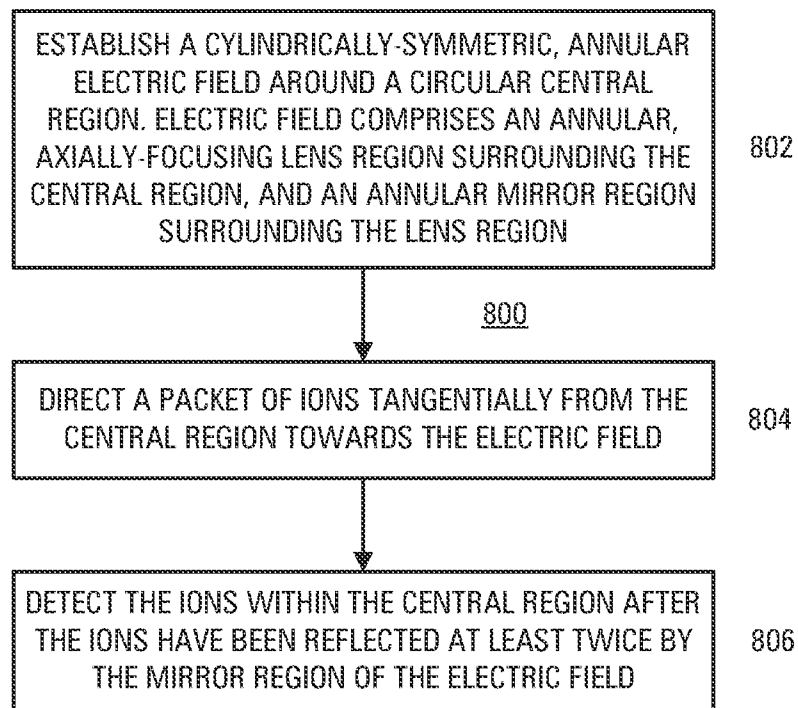 ESTABLISH A CYLINDRICALLY-SYMMETRIC, ANNULAR
ELECTRIC FIELD AROUND A CIRCULAR CENTRAL
REGION. ELECTRIC FIELD COMPRISES AN ANNULAR,
AXIALLY-FOCUSING LENS REGION SURROUNDING THE
CENTRAL REGION, AND AN ANNULAR MIRROR REGION
SURROUNDING THE LENS REGION
802
800
DIRECT A PACKET OF IONS TANGENTIALLY FROM THE
CENTRAL REGION TOWARDS THE ELECTRIC FIELD
804
DETECT THE IONS WITHIN THE CENTRAL REGION AFTER
THE IONS HAVE BEEN REFLECTED AT LEAST TWICE BY
THE MIRROR REGION OF THE ELECTRIC FIELD
806